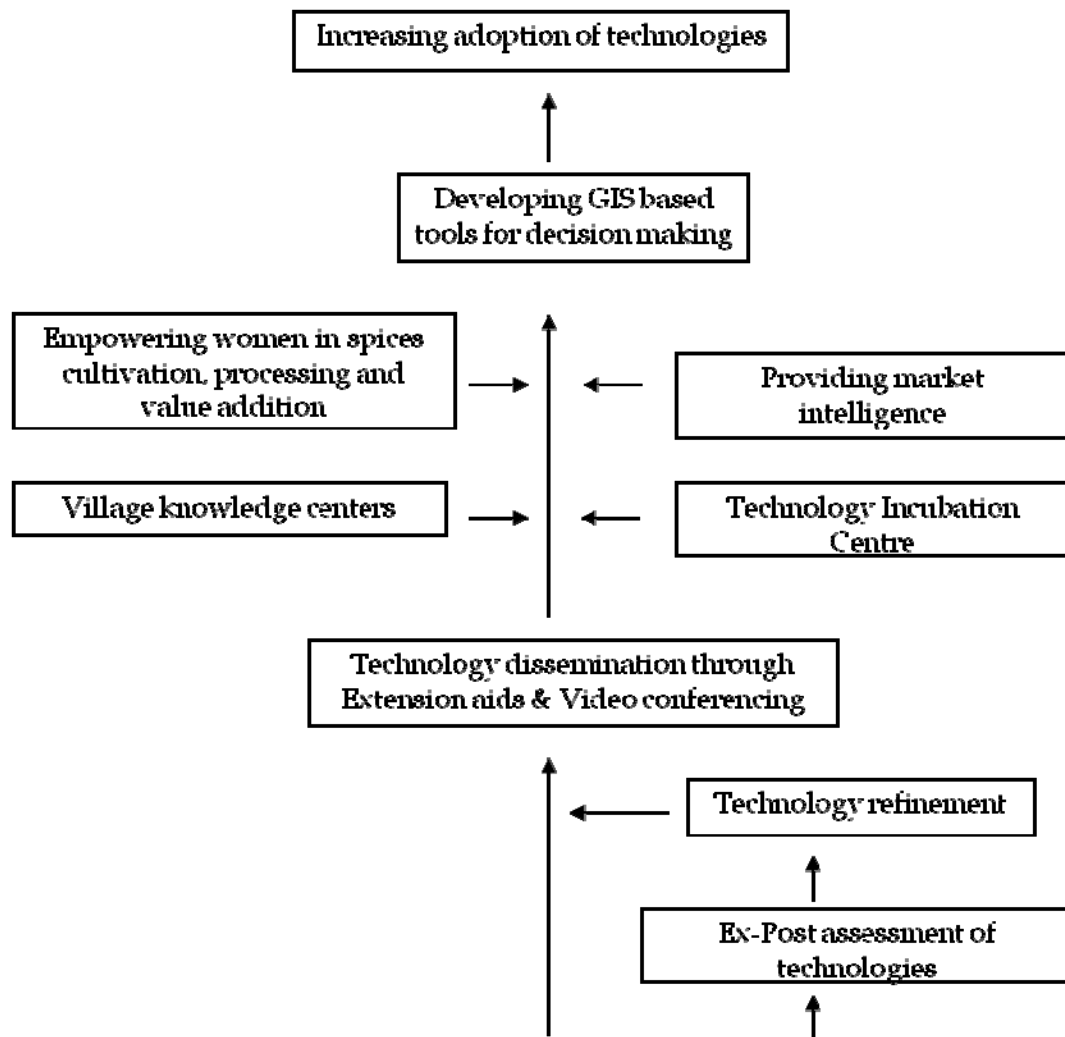 Increasing adoption of technologies
Developing GIS based
tools for decision making
Empowering women in spices
cultivation, processing and
value addition
Providing market
intelligence
Village knowledge centers
Technology Incubation
Centre
Technology dissemination through
Extension aids & Video conferencing
Technology refinement
Ex-Post assessment of
technologies